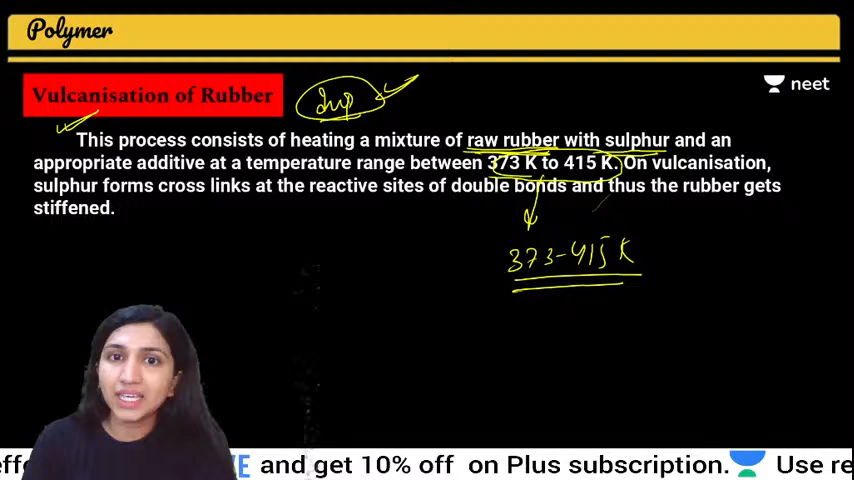 Polymer
Vulcanisation of Rubber
Imp
neet
This process consists of heating a mixture of raw rubber with sulphur and an
appropriate additive at a temperature range between 373 K to 415 K. On vulcanisation,
sulphur forms cross links at the reactive sites of double bonds and thus the rubber gets
stiffened.
373-415 K
and get 10% off on Plus subscription.
Use re